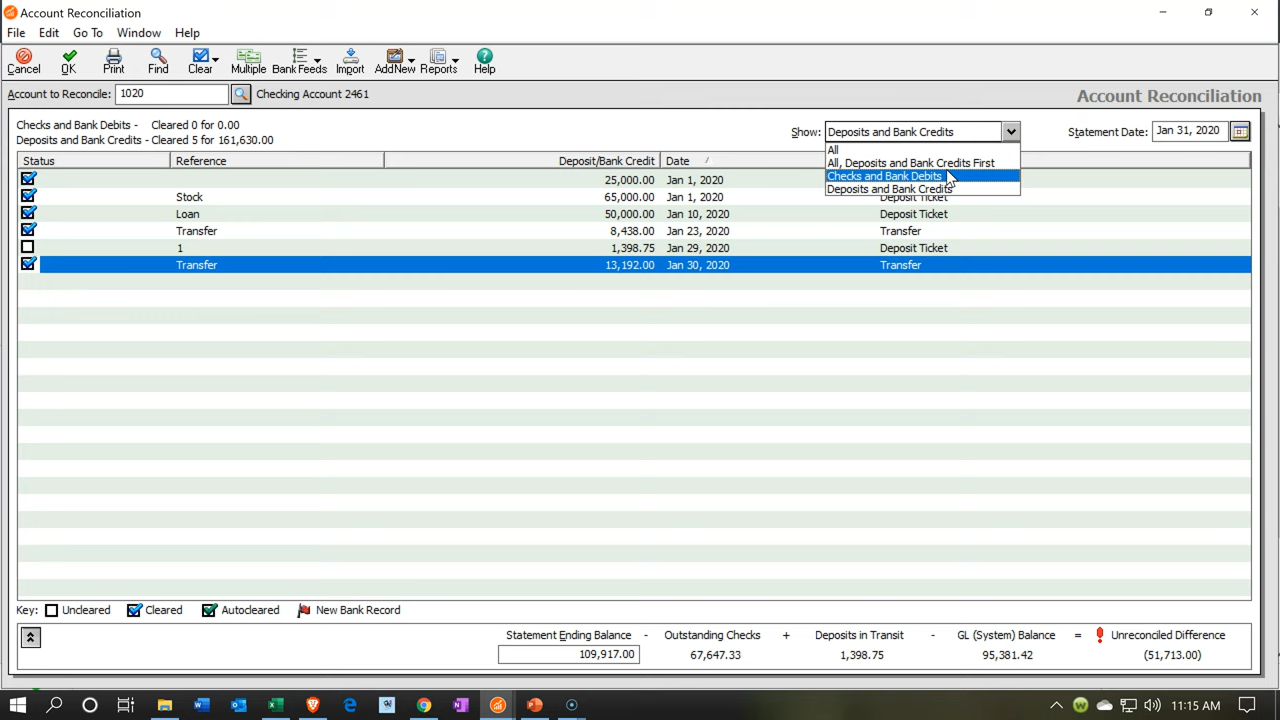 Account Reconciliation
File Edit Go To Window Help
Cancel OK Print Find Clear Multiple Bank Feeds Import AddNew Reports Help
Account to Reconcile: 1020 Checking Account 2461
Account Reconciliation
Checks and Bank Debits - Cleared 0 for 0.00
Deposits and Bank Credits - Cleared 5 for 161,630.00
Show: Deposits and Bank Credits
Statement Date: Jan 31, 2020
All
All, Deposits and Bank Credits First
Checks and Bank Debits
Deposits and Bank Credits
Status Reference Deposit/Bank Credit Date
25,000.00 Jan 1, 2020
Stock 65,000.00 Jan 1, 2020 Deposit Ticket
Loan 50,000.00 Jan 10, 2020 Deposit Ticket
Transfer 8,438.00 Jan 23, 2020 Transfer
1 1,398.75 Jan 29, 2020 Deposit Ticket
Transfer 13,192.00 Jan 30, 2020 Transfer
Key: Uncleared Cleared Autocleared New Bank Record
Statement Ending Balance - Outstanding Checks + Deposits in Transit - GL (System) Balance = Unreconciled Difference
109,917.00 67,647.33 1,398.75 95,381.42 (51,713.00)
11:15 AM